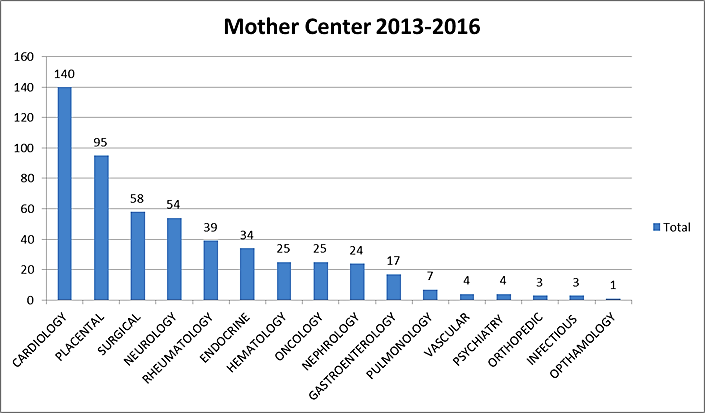 Mother Center 2013-2016
160
140
120
100
80
60
40
20
0
140
95
58
54
39
34
25
25
24
17
7
4
4
3
3
1
CARDIOLOGY
PLACENTAL
SURGICAL
NEUROLOGY
RHEUMATOLOGY
ENDOCRINE
HEMATOLOGY
ONCOLOGY
NEPHROLOGY
GASTROENTEROLOGY
PULMONOLOGY
VASCULAR
PSYCHIATRY
ORTHOPEDIC
INFECTIOUS
OPTHAMOLOGY
Total